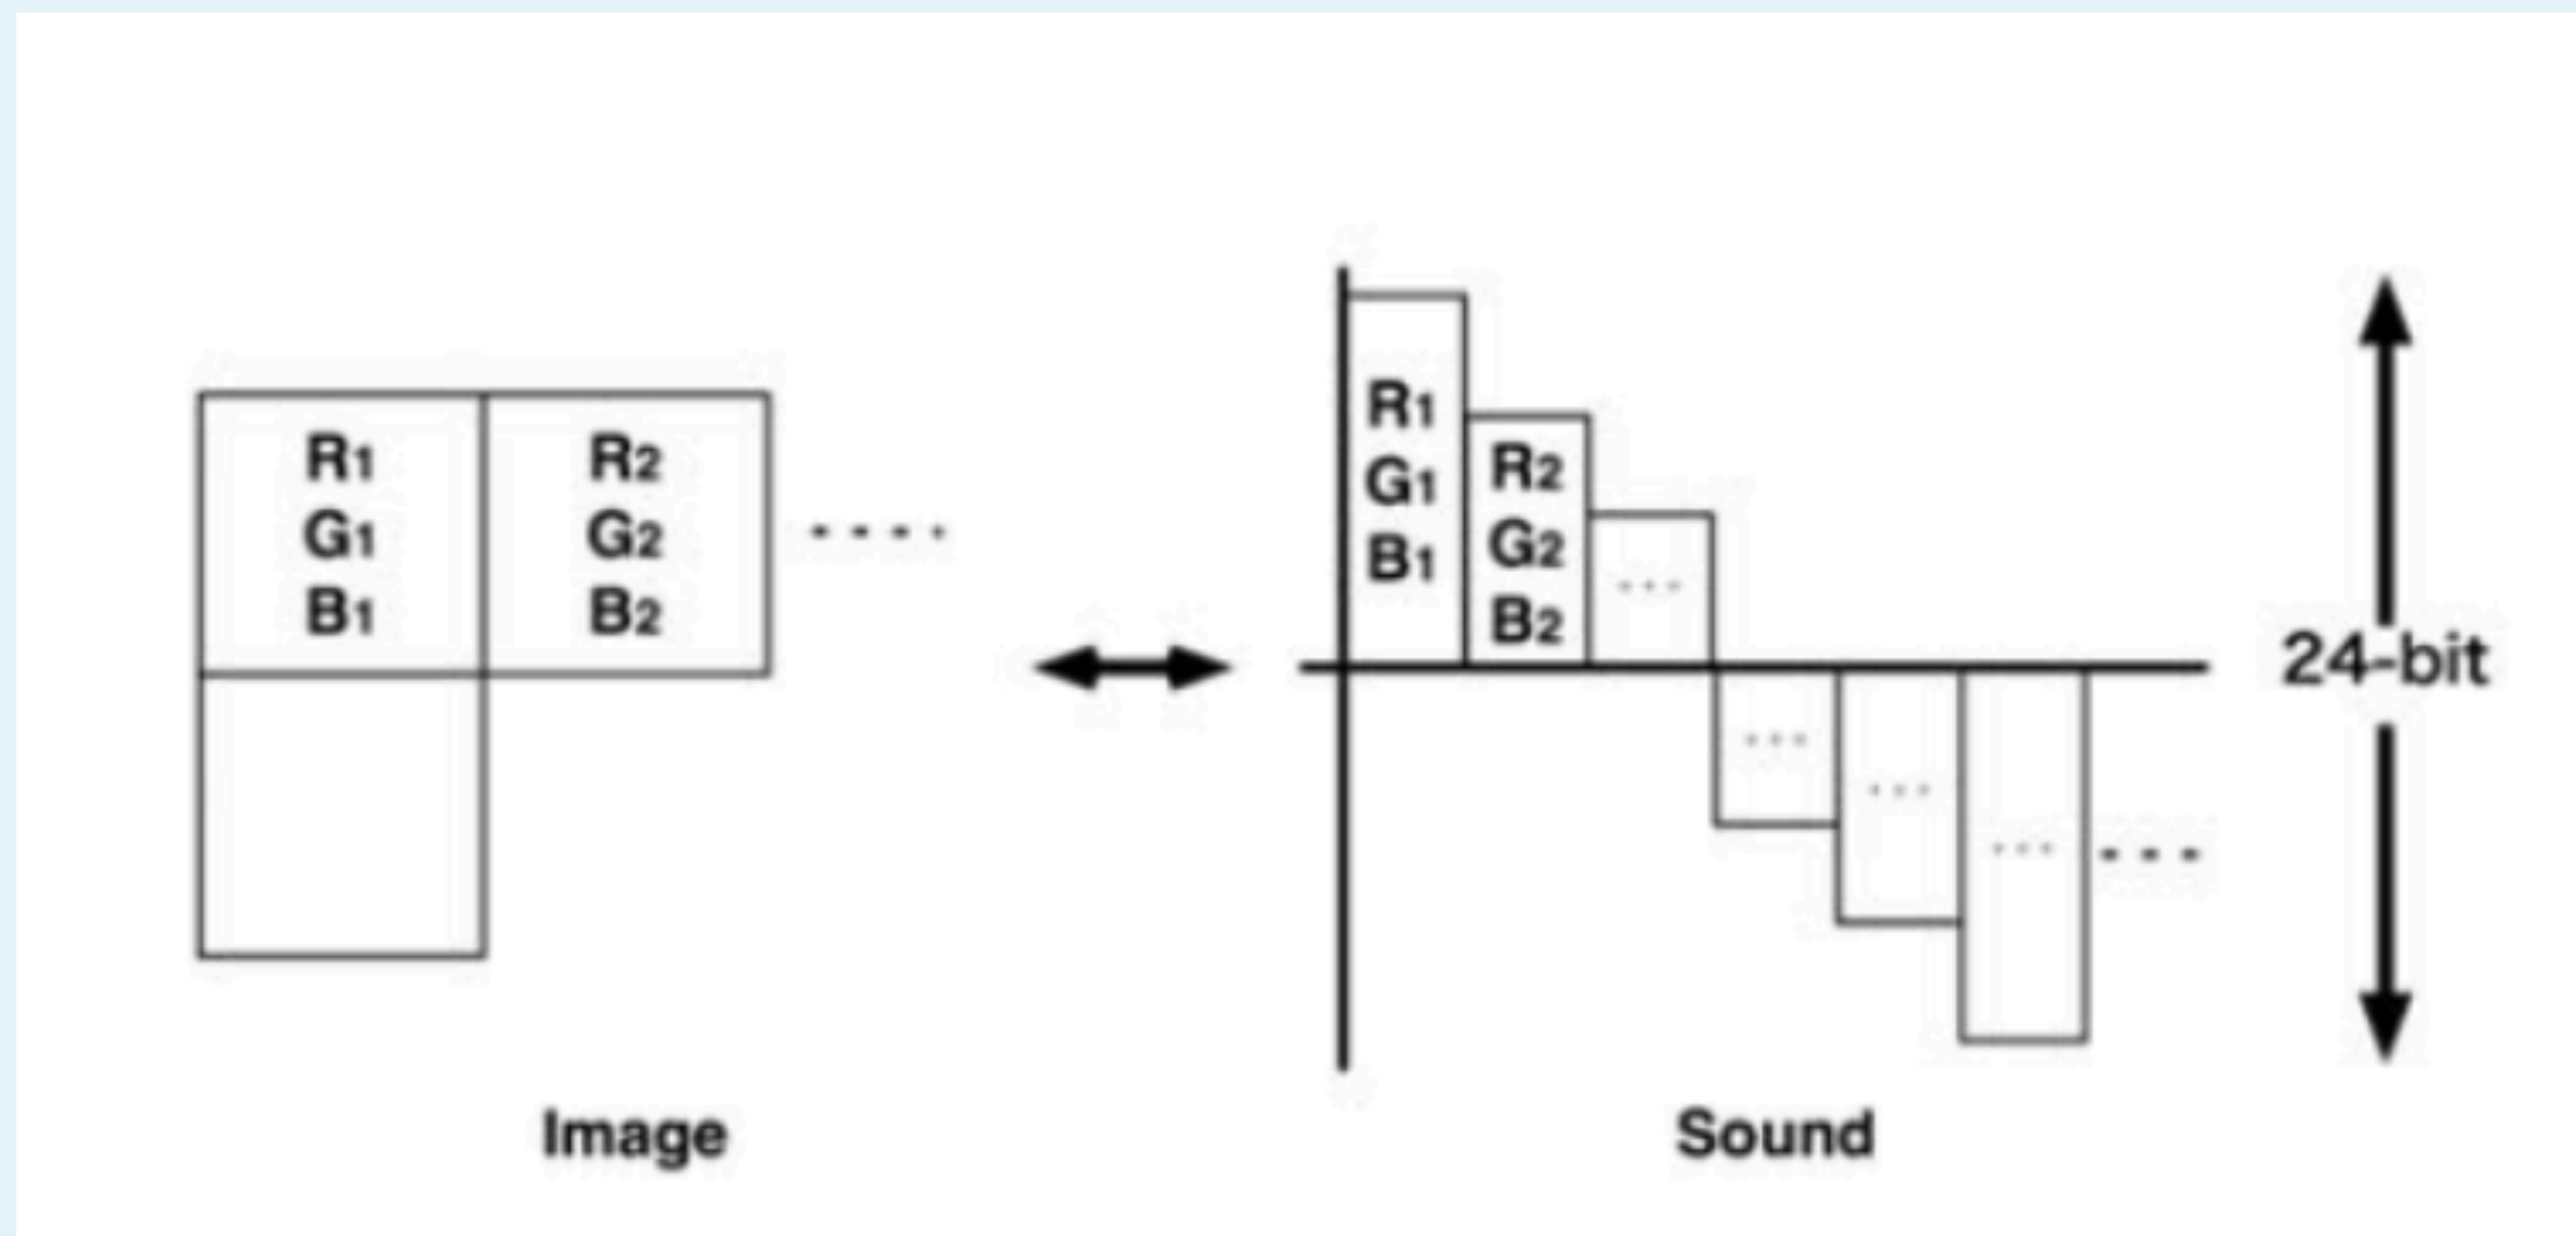 R1
G1
B1
R2
G2
B2
.....
R1
G1
B1
R2
G2
B2
...
...
...
...
...
24-bit
Image
Sound